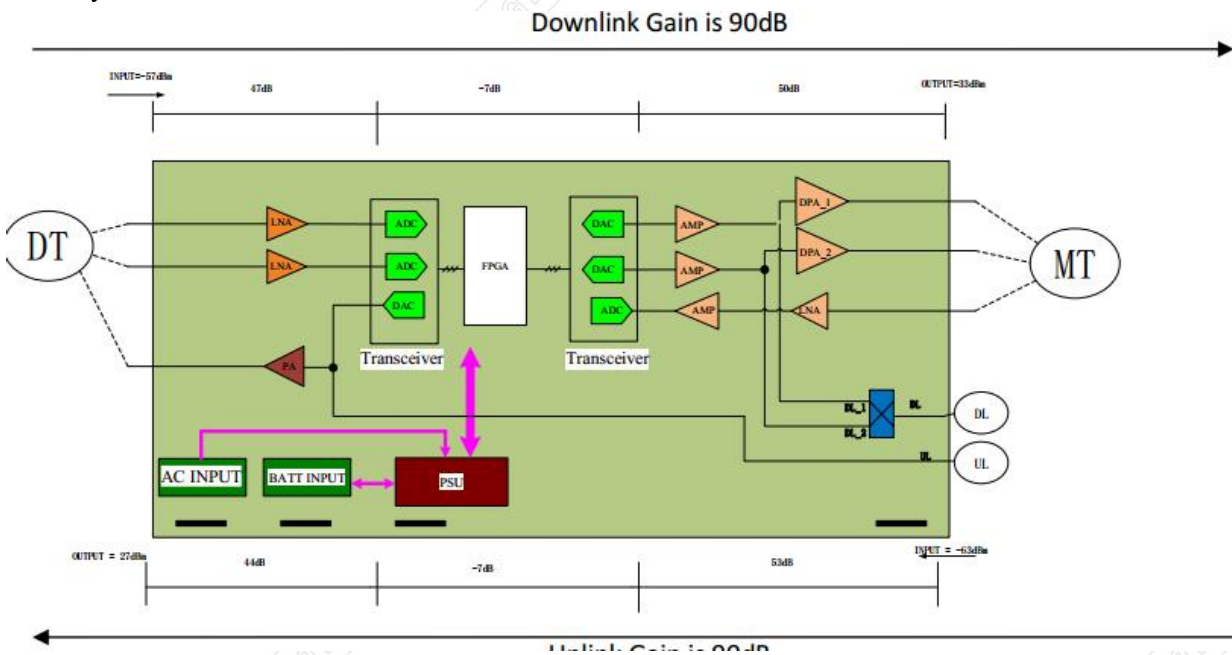 Downlink Gain is 90dB
INPUT=-57dBm
47dB
-7dB
50dB
OUTPUT=33dBm
DPA_1
LNA
ADC
DAC
AMP
DT
FPGA
DPA_2
MT
LNA
ADC
DAC
AMP
DAC
ADC
AMP
LNA
Transceiver
Transceiver
PA
DL_1
DL
DL
DL_2
UL
UL
AC INPUT
BATT INPUT
PSU
OUTPUT = 27dBm
44dB
-7dB
53dB
INPUT = -63dBm
Uplink Gain is 90dB